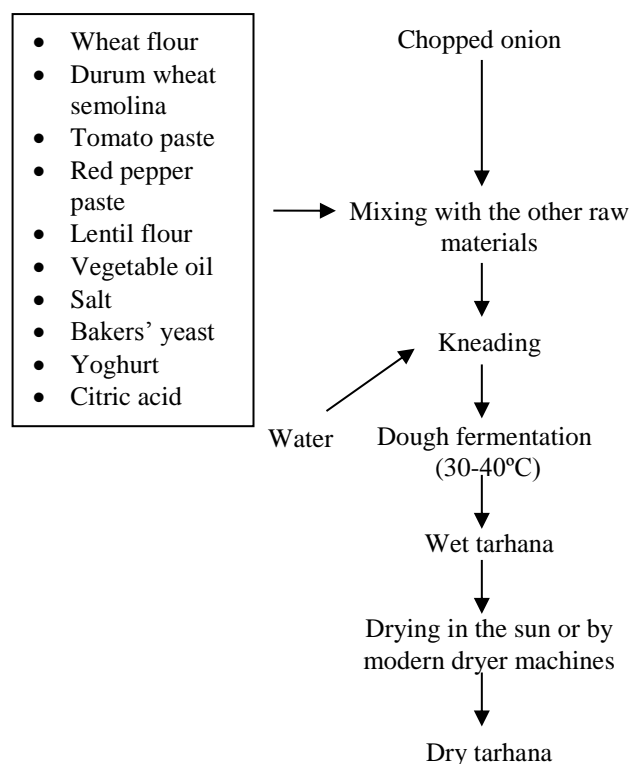 • Wheat flour
• Durum wheat
semolina
• Tomato paste
• Red pepper
paste
• Lentil flour
• Vegetable oil
• Salt
• Bakers’ yeast
• Yoghurt
• Citric acid
Chopped onion
Mixing with the other raw
materials
Kneading
Water
Dough fermentation
(30-40ºC)
Wet tarhana
Drying in the sun or by
modern dryer machines
Dry tarhana